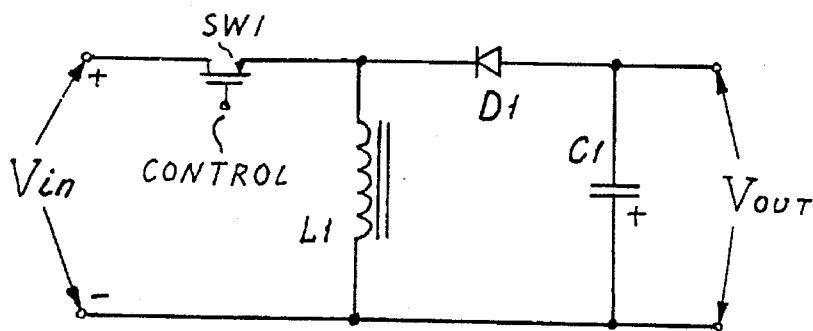 SW1
+
D1
CONTROL
Vin
L1
C1
+
VOUT
-